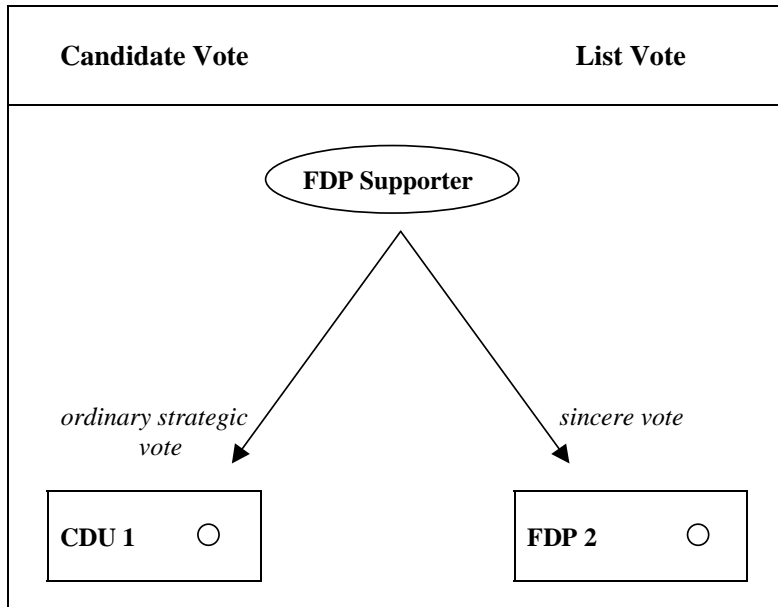 Candidate Vote List Vote
FDP Supporter
ordinary strategic
vote
sincere vote
CDU 1
FDP 2